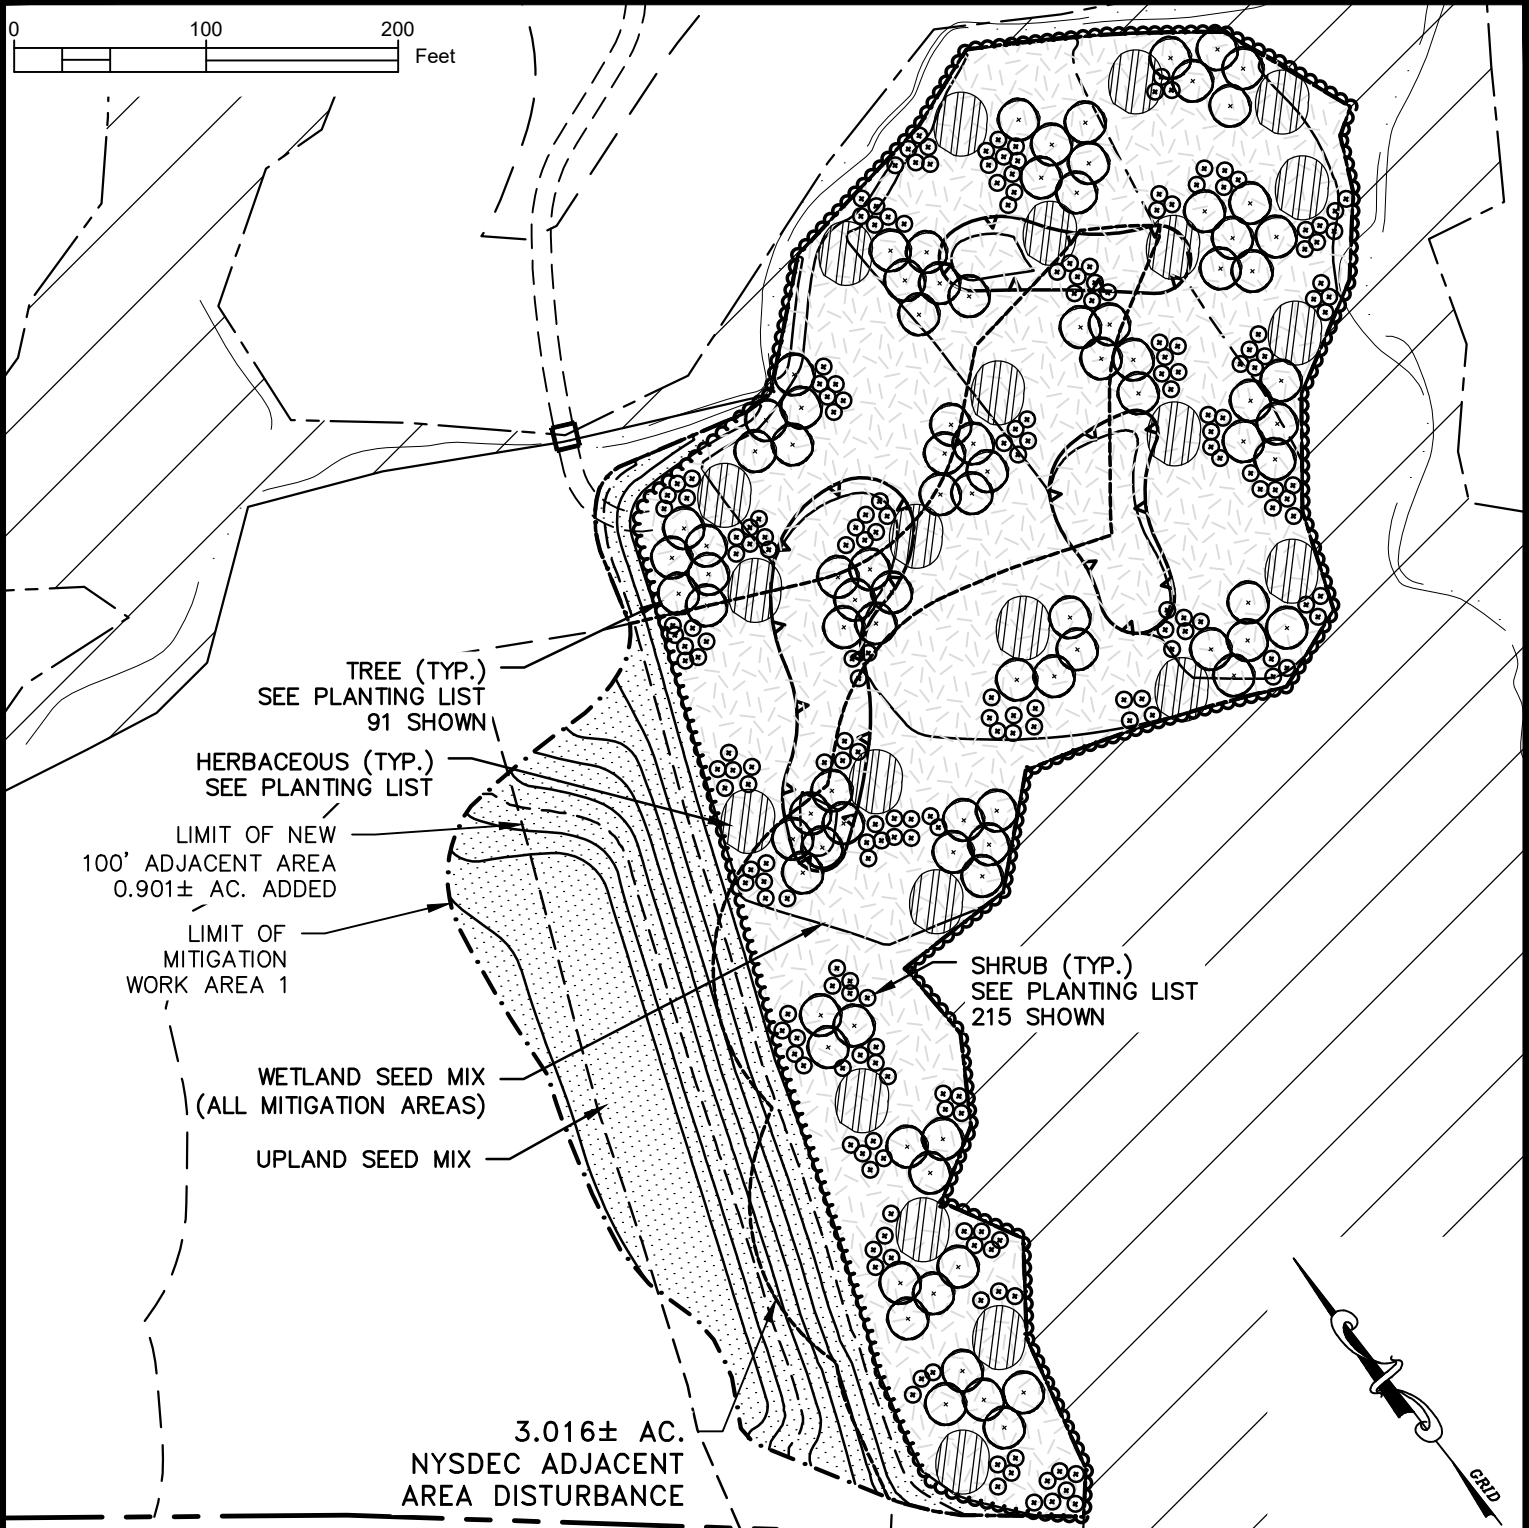 0 100 200
Feet
TREE (TYP.)
SEE PLANTING LIST
91 SHOWN
HERBACEOUS (TYP.)
SEE PLANTING LIST
LIMIT OF NEW
100' ADJACENT AREA
0.901± AC. ADDED
LIMIT OF
MITIGATION
WORK AREA 1
SHRUB (TYP.)
SEE PLANTING LIST
215 SHOWN
WETLAND SEED MIX
(ALL MITIGATION AREAS)
UPLAND SEED MIX
3.016± AC.
NYSDEC ADJACENT
AREA DISTURBANCE
GRID